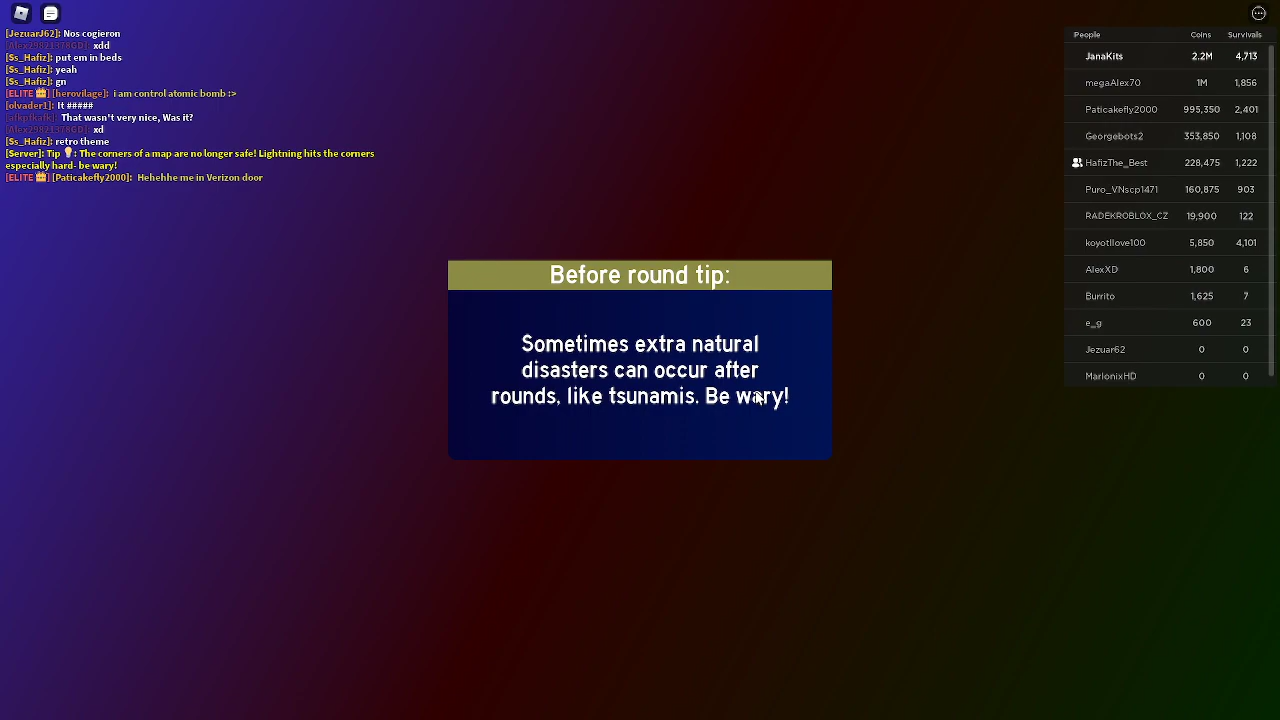 [JezuarJ62]: Nos cogieron
[Alex29821378GD]: xdd
[Ss_Hafiz]: put em in beds
[Ss_Hafiz]: yeah
[Ss_Hafiz]: gn
[ELITE] [herovilage]: i am control atomic bomb :>
[olvader1]: It #####
That wasn't very nice, Was it?
[Alex29821378GD]: xd
[Ss_Hafiz]: retro theme
[Server]: Tip : The corners of a map are no longer safe! Lightning hits the corners
especially hard- be wary!
[ELITE] [Paticakefly2000]: Hehehhe me in Verizon door
Before round tip:
Sometimes extra natural
disasters can occur after
rounds, like tsunamis. Be wary!
People Coins Survivals
JanaKits 2.2M 4,713
megaAlex70 1M 1,856
Paticakefly2000 995,350 2,401
Georgebots2 353,850 1,108
HafizThe_Best 228,475 1,222
Puro_VNscp1471 160,875 903
RADEKROBLOX_CZ 19,900 122
koyotllove100 5,850 4,101
AlexXD 1,800 6
Burrito 1,625 7
e_g 600 23
Jezuar62 0 0
MarlonixHD 0 0